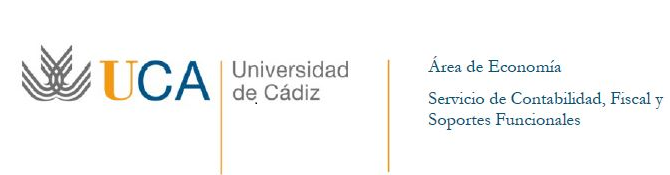 UCA
Universidad
de Cádiz
Área de Economía
Servicio de Contabilidad, Fiscal y
Soportes Funcionales